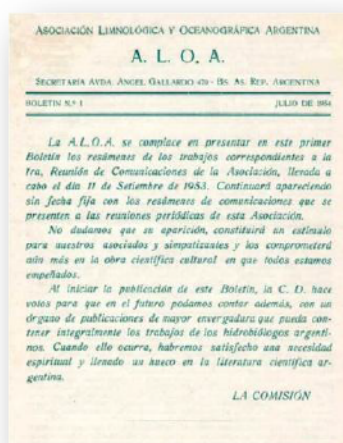 ASOCIACIÓN LIMNOLÓGICA Y OCEANOGRÁFICA ARGENTINA
A. L. O. A.
SECRETARÍA AVDA. ANGEL GALLARDO 470 - BS. AS. REP. ARGENTINA
BOLETIN N.º 1 JULIO DE 1954
La A.L.O.A. se complace en presentar en este primer
Boletín los resúmenes de los trabajos correspondientes a la
1ra. Reunión de Comunicaciones de la Asociación, llevada a
cabo el día 11 de Setiembre de 1953. Continuará apareciendo
sin fecha fija con los resúmenes de comunicaciones que se
presenten a las reuniones periódicas de esta Asociación.
No dudamos que su aparición, constituirá un estímulo
para nuestros asociados y simpatizantes y los comprometerá
aún más en la obra científica cultural en que todos estamos
empeñados.
Al iniciar la publicación de este Boletín, la C. D. hace
votos para que en el futuro podamos contar además, con un
órgano de publicaciones de mayor envergadura que pueda con-
tener integralmente los trabajos de los hidrobiólogos argenti-
nos. Cuando ello ocurra, habremos satisfecho una necesidad
espiritual y llenado un hueco en la literatura científica ar-
gentina.
LA COMISIÓN